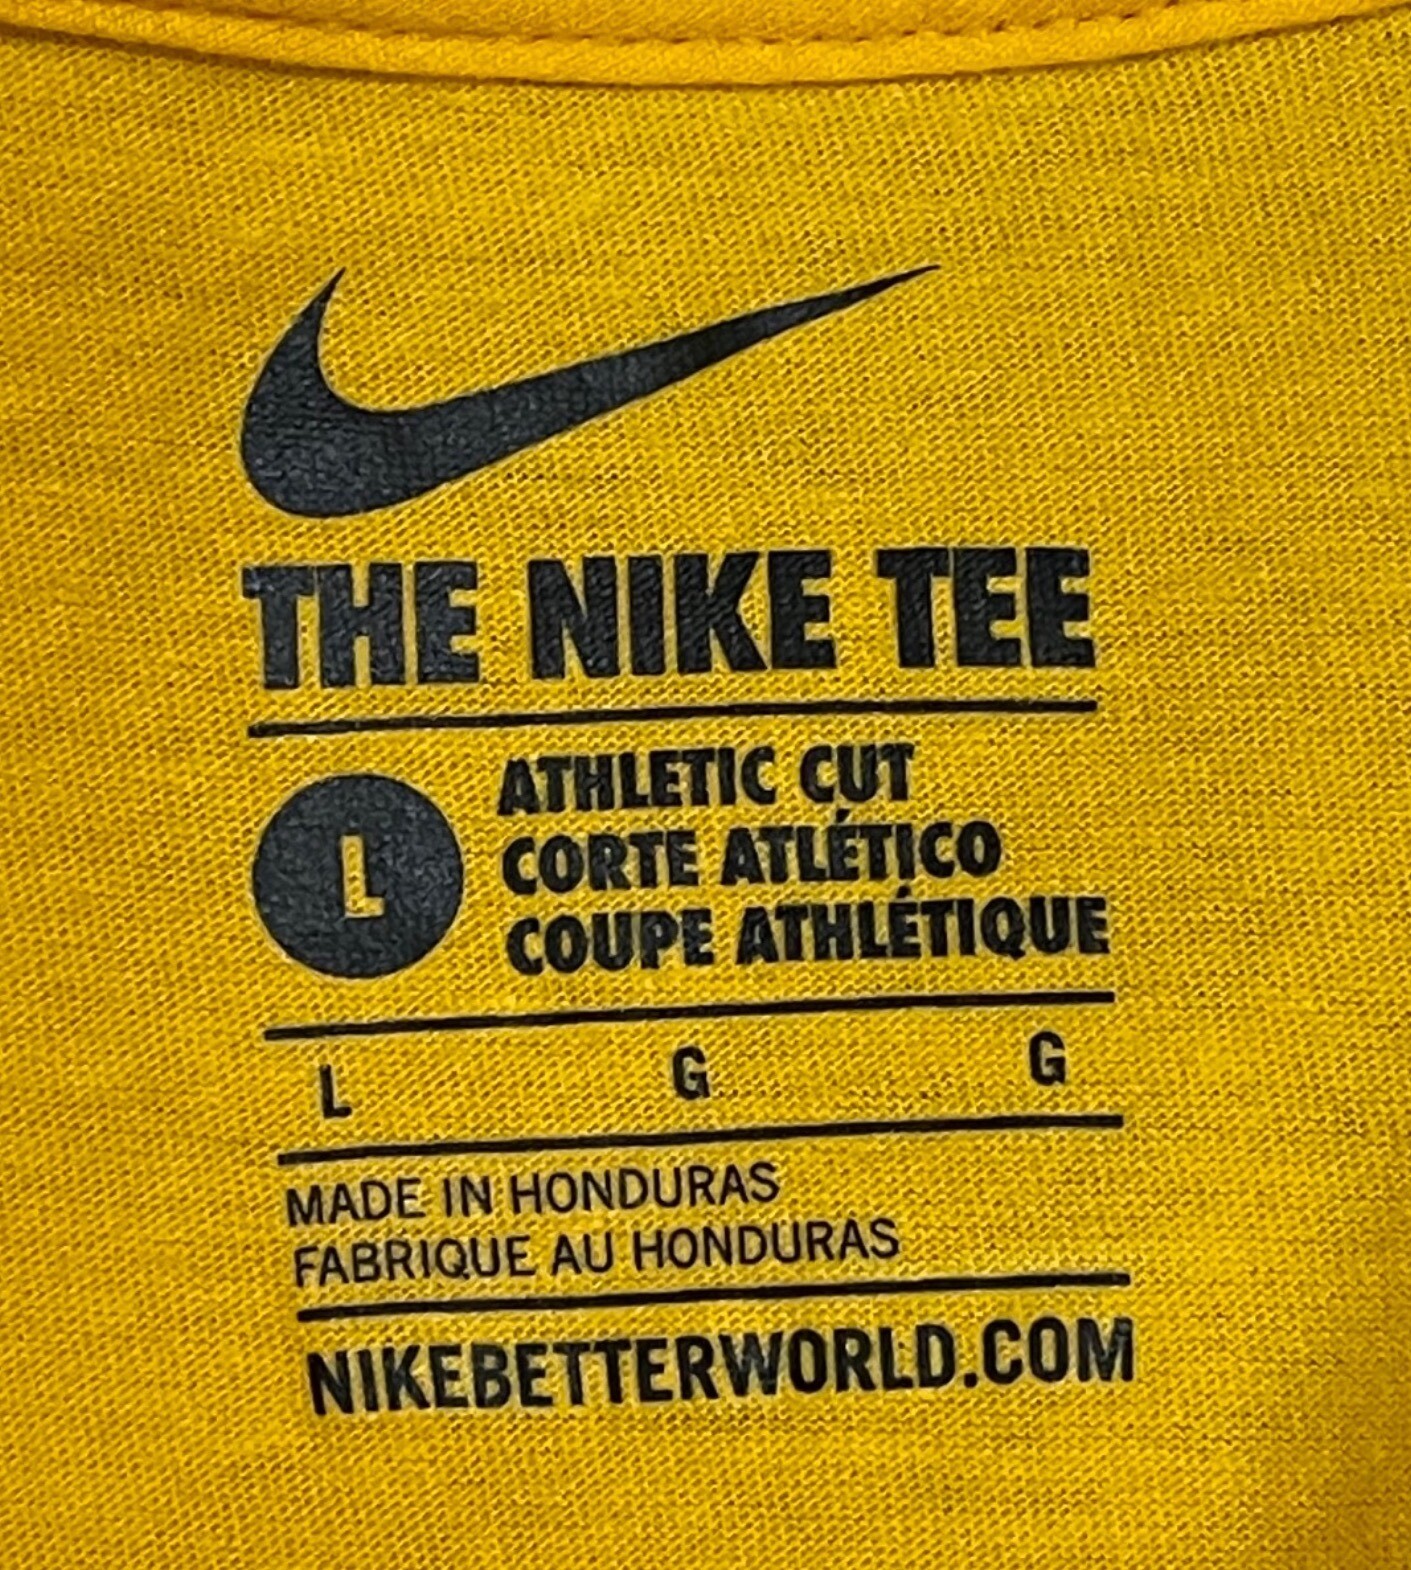 THE NIKE TEE
L
ATHLETIC CUT
CORTE ATLÉTICO
COUPE ATHLÉTIQUE
L G G
MADE IN HONDURAS
FABRIQUE AU HONDURAS
NIKEBETTERWORLD.COM